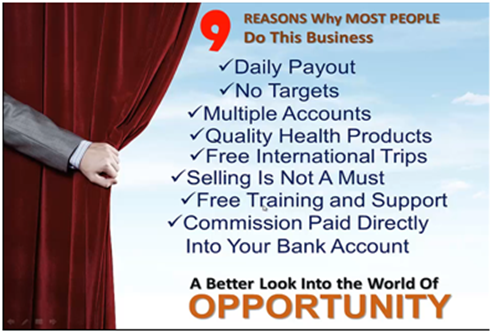 9 REASONS Why MOST PEOPLE
Do This Business
✓Daily Payout
✓No Targets
✓Multiple Accounts
✓Quality Health Products
✓Free International Trips
✓Selling Is Not A Must
✓Free Training and Support
✓Commission Paid Directly
Into Your Bank Account
A Better Look Into the World Of
OPPORTUNITY